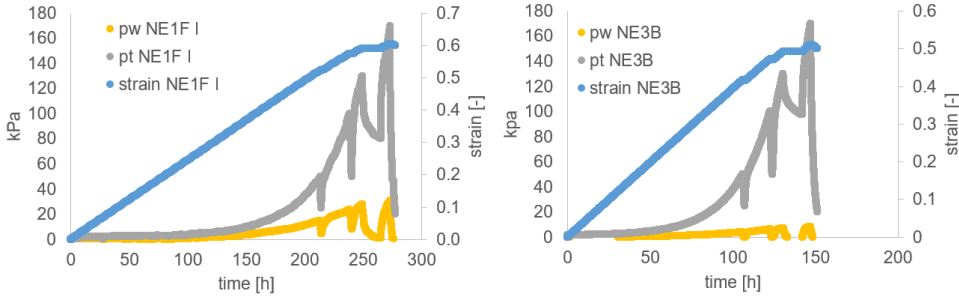 180
160
140
120
100
80
60
40
20
0
kPa
pw NE1F I
pt NE1F I
strain NE1F I
0.7
0.6
0.5
0.4
0.3
0.2
0.1
0.0
strain [-]
0 50 100 150 200 250 300
time [h]
180
160
140
120
100
80
60
40
20
0
kpa
pw NE3B
pt NE3B
strain NE3B
0.6
0.5
0.4
0.3
0.2
0.1
0
strain [-]
0 50 100 150 200
time [h]